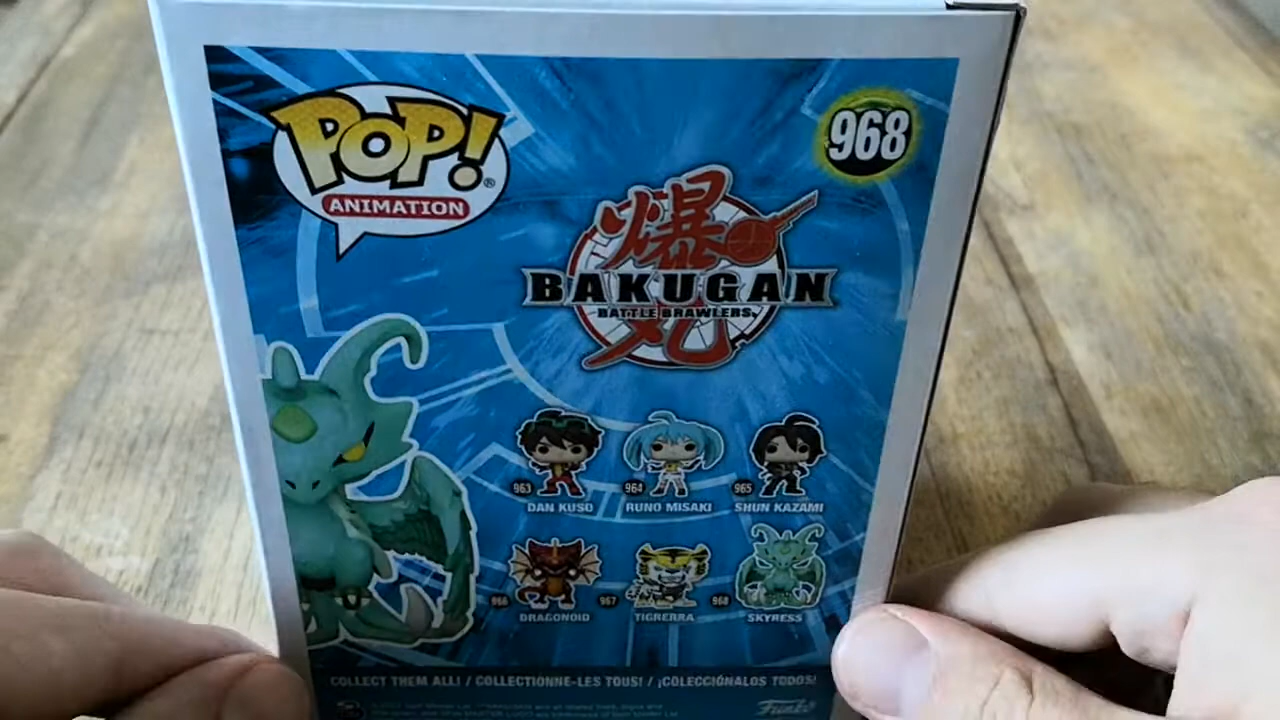 POP!®
ANIMATION
968
爆
BAKUGAN
BATTLE BRAWLERS
丸
963
964
965
DAN KUSO
RUNO MISAKI
SHUN KAZAMI
966
967
968
DRAGONOID
TIGRERRA
SKYRESS
COLLECT THEM ALL! / COLLECTIONNE-LES TOUS! / ¡COLECCIÓNALOS TODOS!
Funko